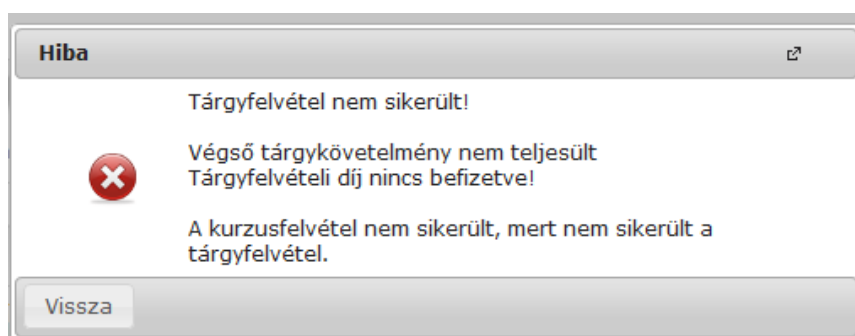 Hiba
Tárgyfelvétel nem sikerült!
Végső tárgykövetelmény nem teljesült
Tárgyfelvételi díj nincs befizetve!
A kurzusfelvétel nem sikerült, mert nem sikerült a
tárgyfelvétel.
Vissza